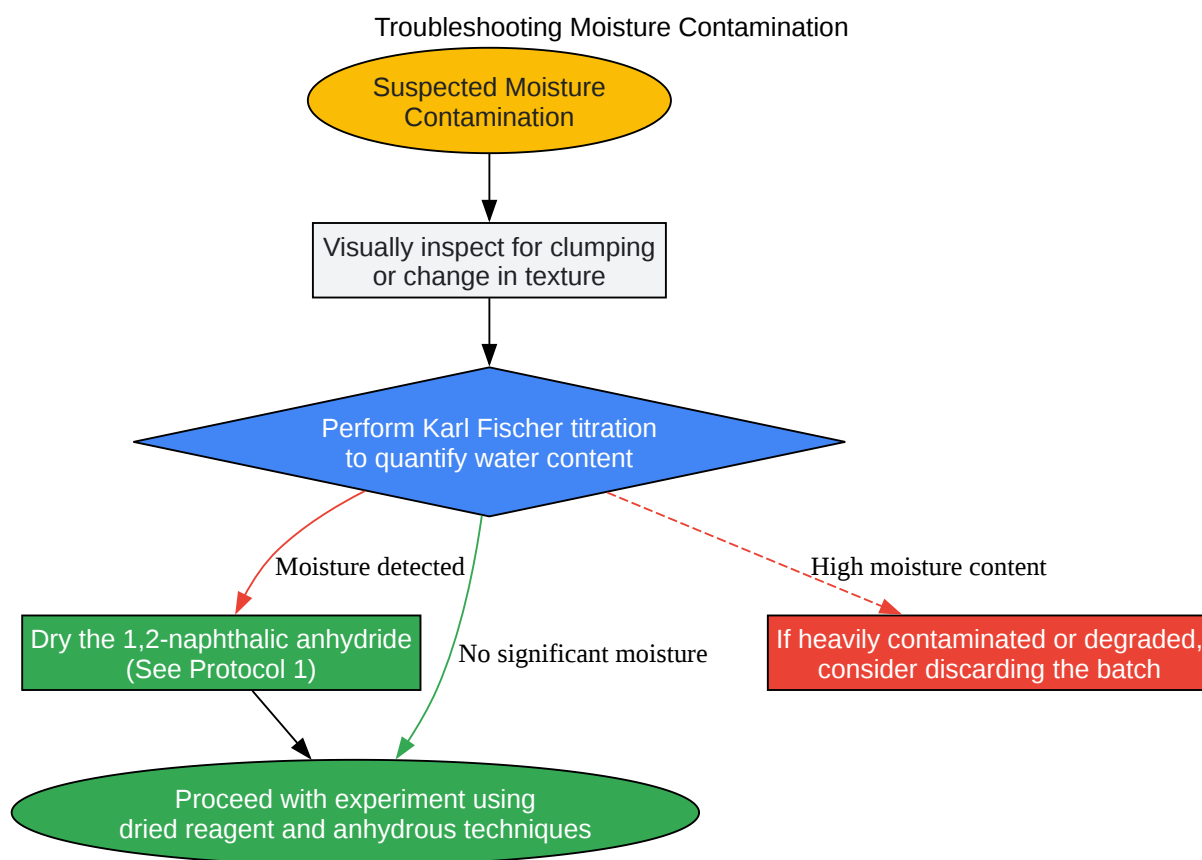 Troubleshooting Moisture Contamination
Suspected Moisture
Contamination
Visually inspect for clumping
or change in texture
Perform Karl Fischer titration
to quantify water content
Moisture detected
High moisture content
Dry the 1,2-naphthalic anhydride
(See Protocol 1)
No significant moisture
If heavily contaminated or degraded,
consider discarding the batch
Proceed with experiment using
dried reagent and anhydrous techniques